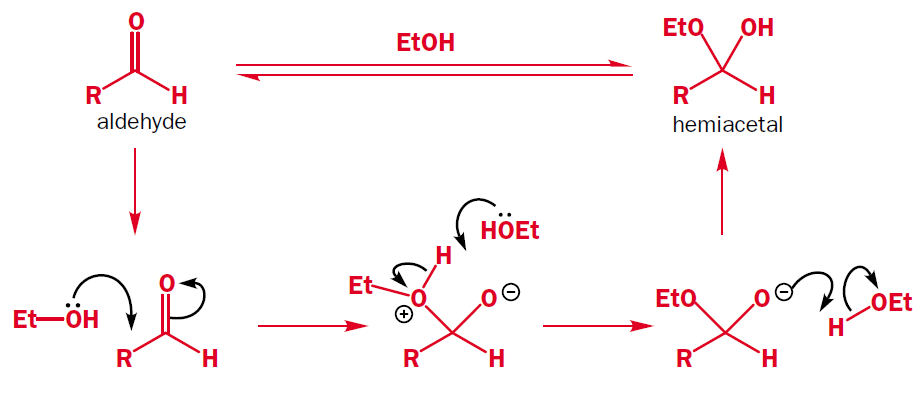 O
R H
aldehyde
EtOH
EtO OH
R H
hemiacetal
Et—ÖH
O
R H
H
HÖEt
Et
O
⊕
O ⊖
R H
EtO
O ⊖
H
OEt
R H